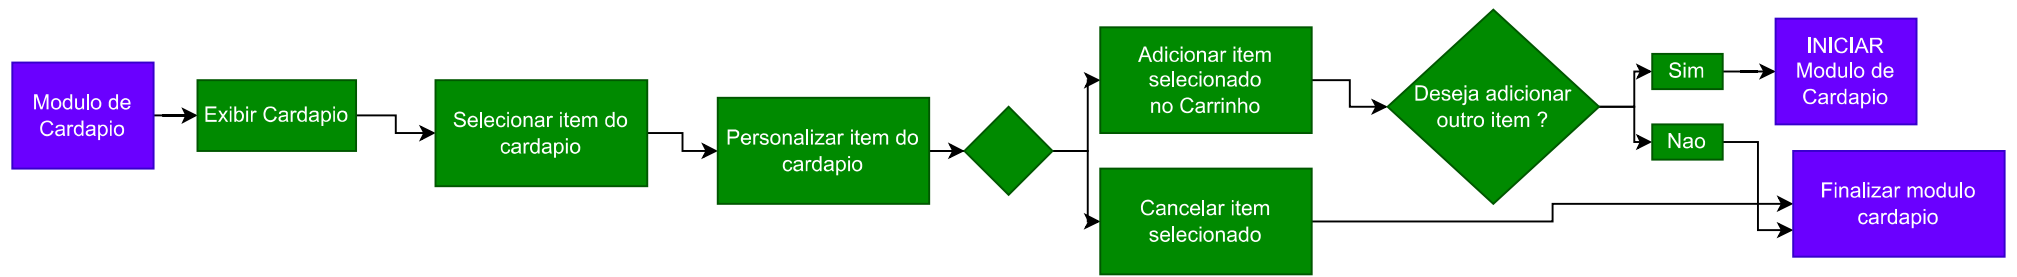 Modulo de
Cardapio
Exibir Cardapio
Selecionar item do
cardapio
Personalizar item do
cardapio
Adicionar item
selecionado
no Carrinho
Cancelar item
selecionado
Deseja adicionar
outro item ?
Sim
Nao
INICIAR
Modulo de
Cardapio
Finalizar modulo
cardapio